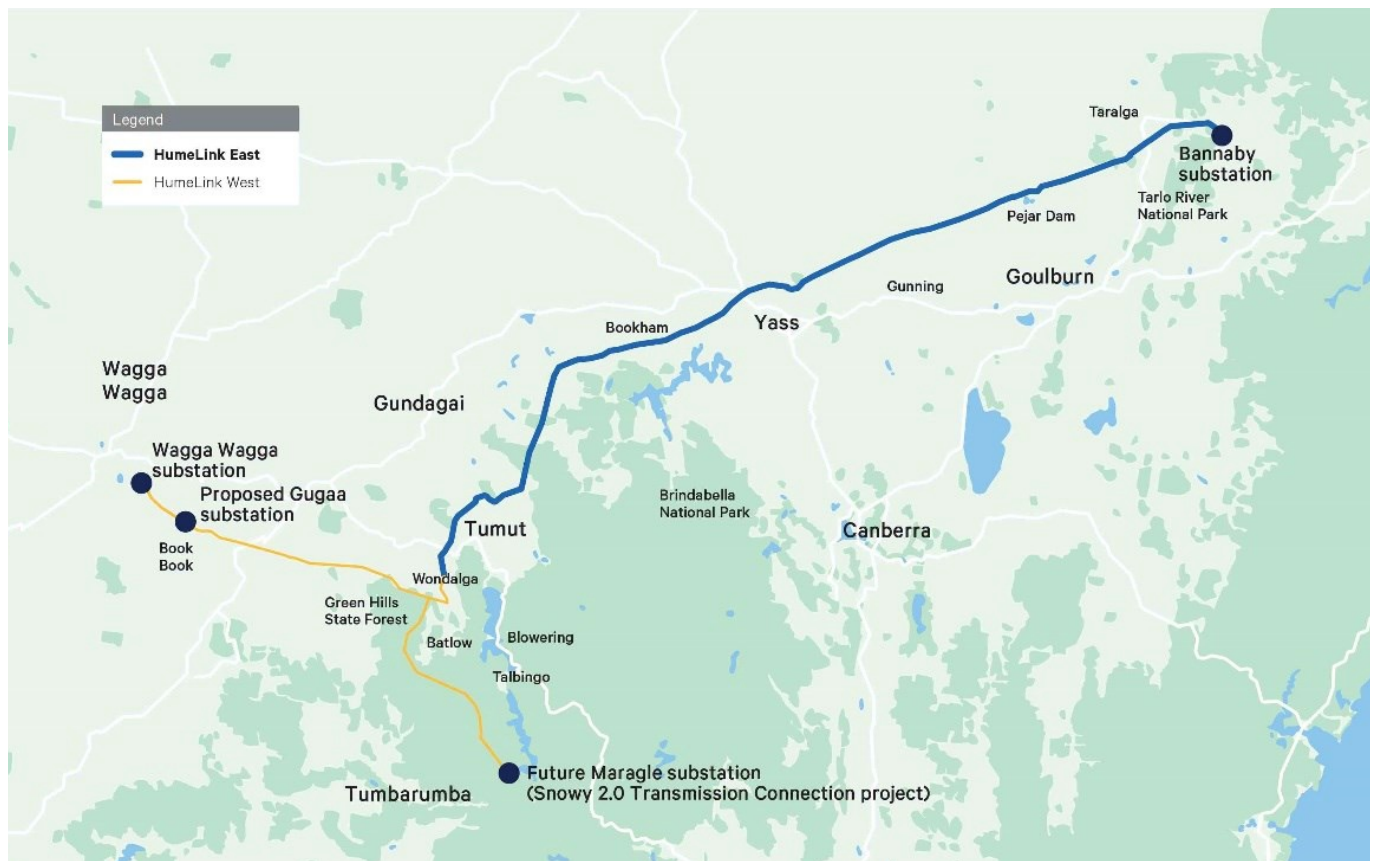 Legend
HumeLink East
HumeLink West
Taralga
Bannaby
substation
Tarlo River
National Park
Pejar Dam
Goulburn
Gunning
Yass
Bookham
Wagga
Wagga
Gundagai
Wagga Wagga
substation
Proposed Gugaa
substation
Book
Book
Brindabella
National Park
Tumut
Canberra
Wondalga
Green Hills
State Forest
Batlow
Blowering
Talbingo
Future Maragle substation
(Snowy 2.0 Transmission Connection project)
Tumbarumba